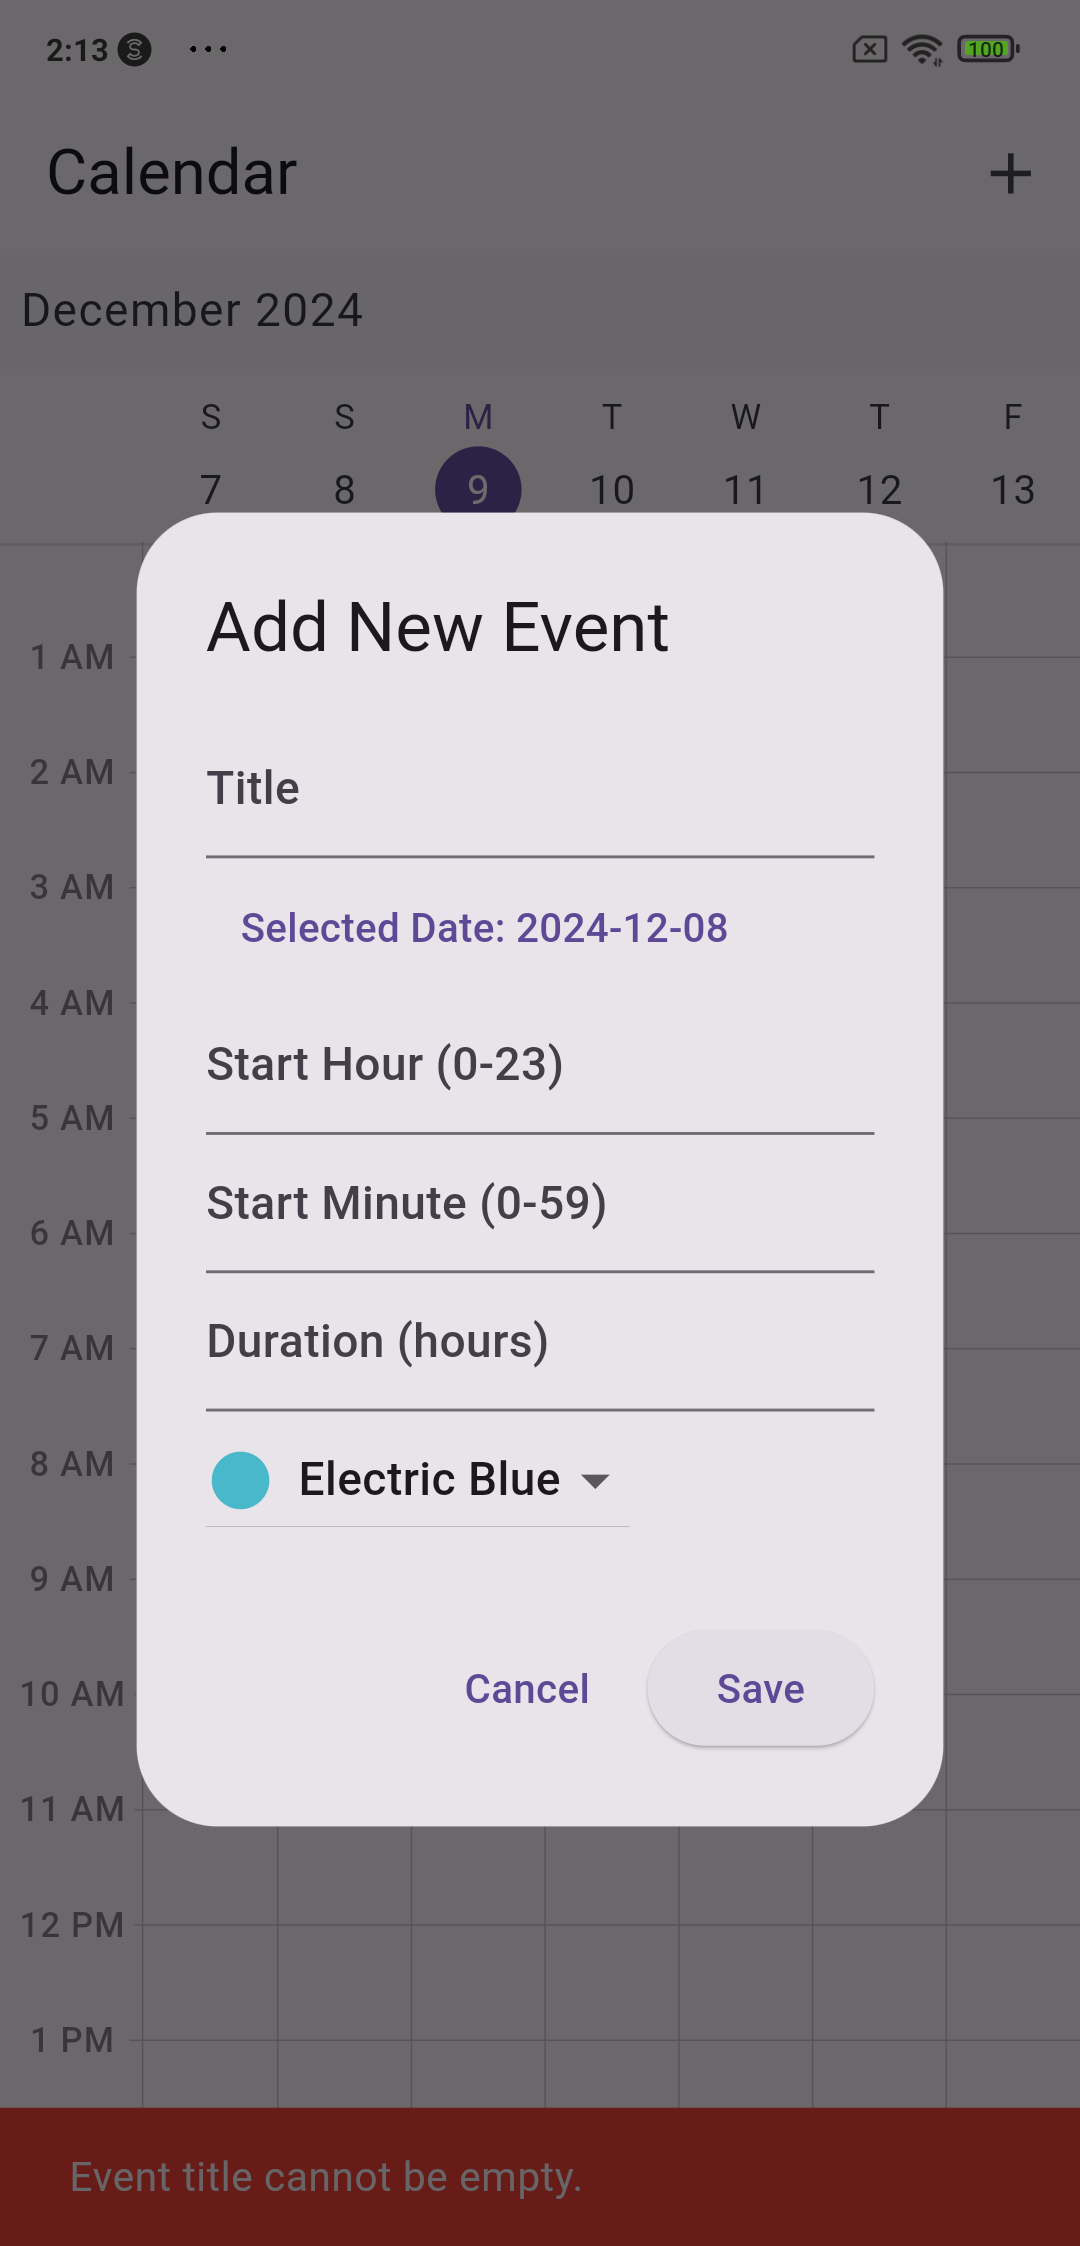 2:13 ... 100
Calendar +
December 2024
S S M T W T F
7 8 9 10 11 12 13
Add New Event
1 AM
2 AM
Title
3 AM
Selected Date: 2024-12-08
4 AM
Start Hour (0-23)
5 AM
Start Minute (0-59)
6 AM
7 AM
Duration (hours)
8 AM
Electric Blue
9 AM
10 AM
Cancel Save
11 AM
12 PM
1 PM
Event title cannot be empty.